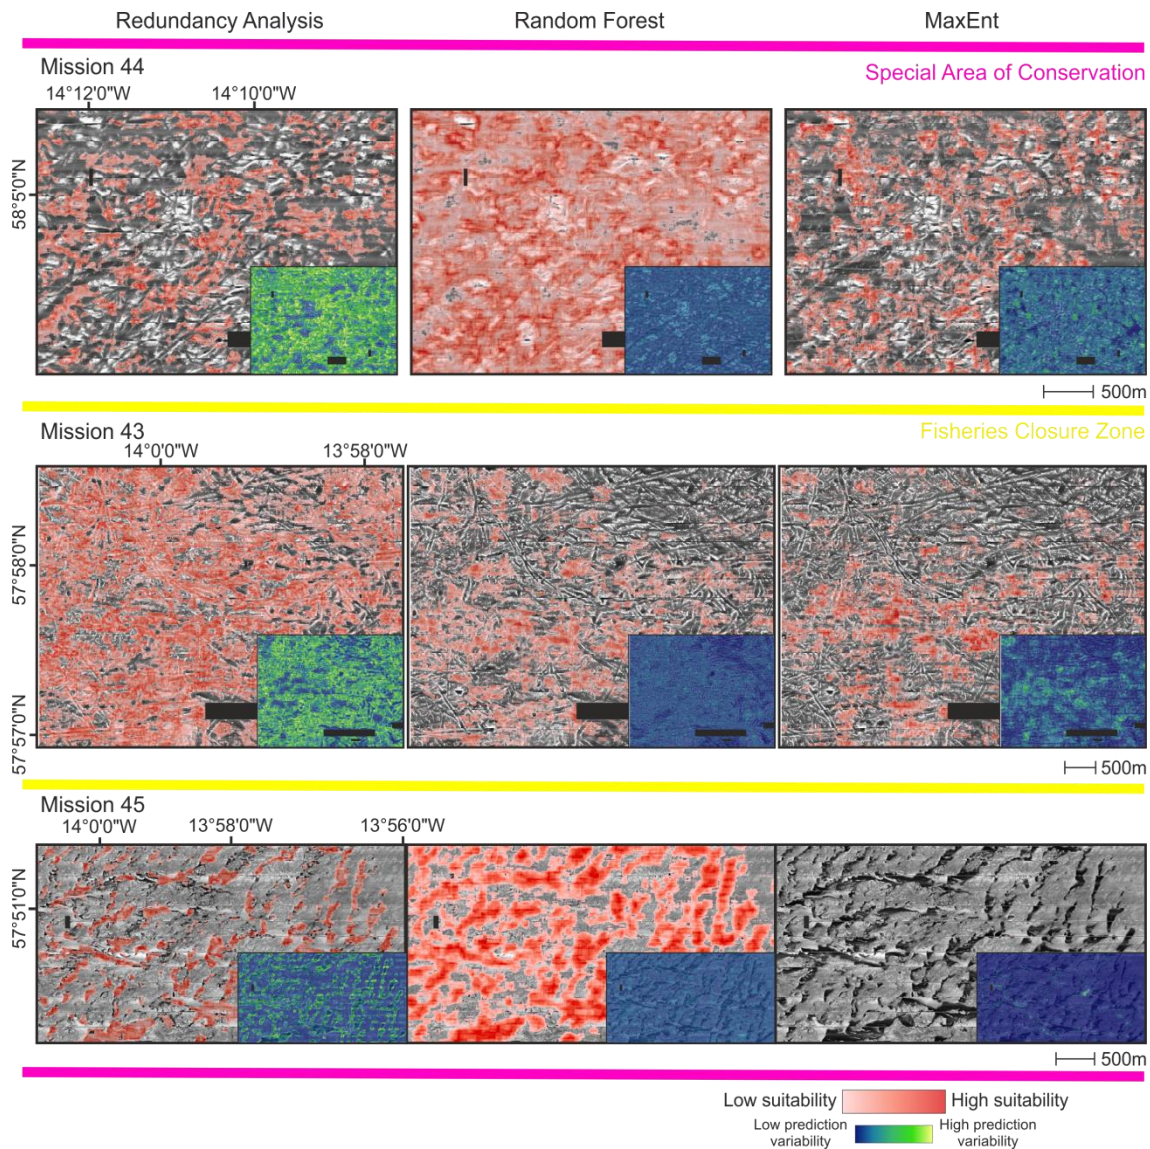 Redundancy Analysis Random Forest MaxEnt
Mission 44
Special Area of Conservation
14°12'0"W 14°10'0"W
58°5'0"N
500m
Mission 43
Fisheries Closure Zone
14°0'0"W 13°58'0"W
57°58'0"N
57°57'0"N
500m
Mission 45
14°0'0"W 13°58'0"W 13°56'0"W
57°51'0"N
500m
Low suitability High suitability
Low prediction variability High prediction variability